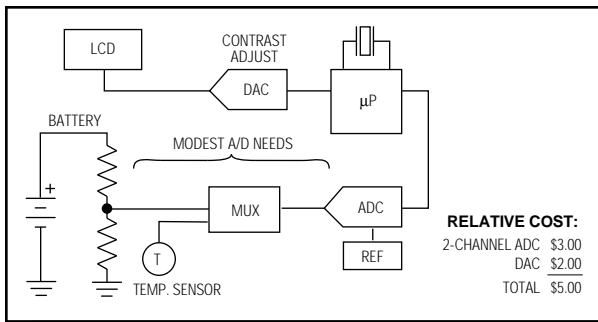 LCD
CONTRAST
ADJUST
DAC
µP
BATTERY
MODEST A/D NEEDS
+
MUX
ADC
REF
T
TEMP. SENSOR
RELATIVE COST:
2-CHANNEL ADC $3.00
DAC $2.00
TOTAL $5.00